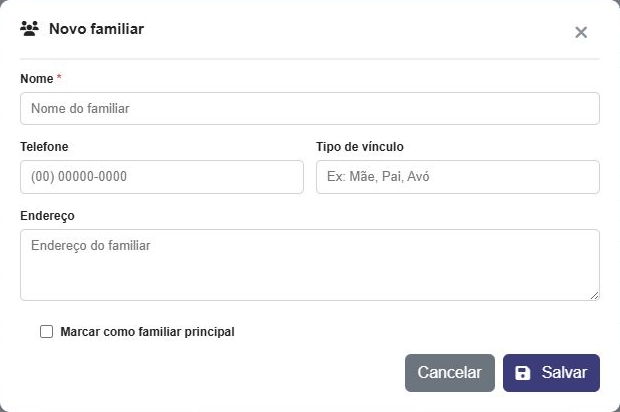 Novo familiar
Nome *
Nome do familiar
Telefone Tipo de vínculo
(00) 00000-0000 Ex: Mãe, Pai, Avó
Endereço
Endereço do familiar
Marcar como familiar principal
Cancelar Salvar